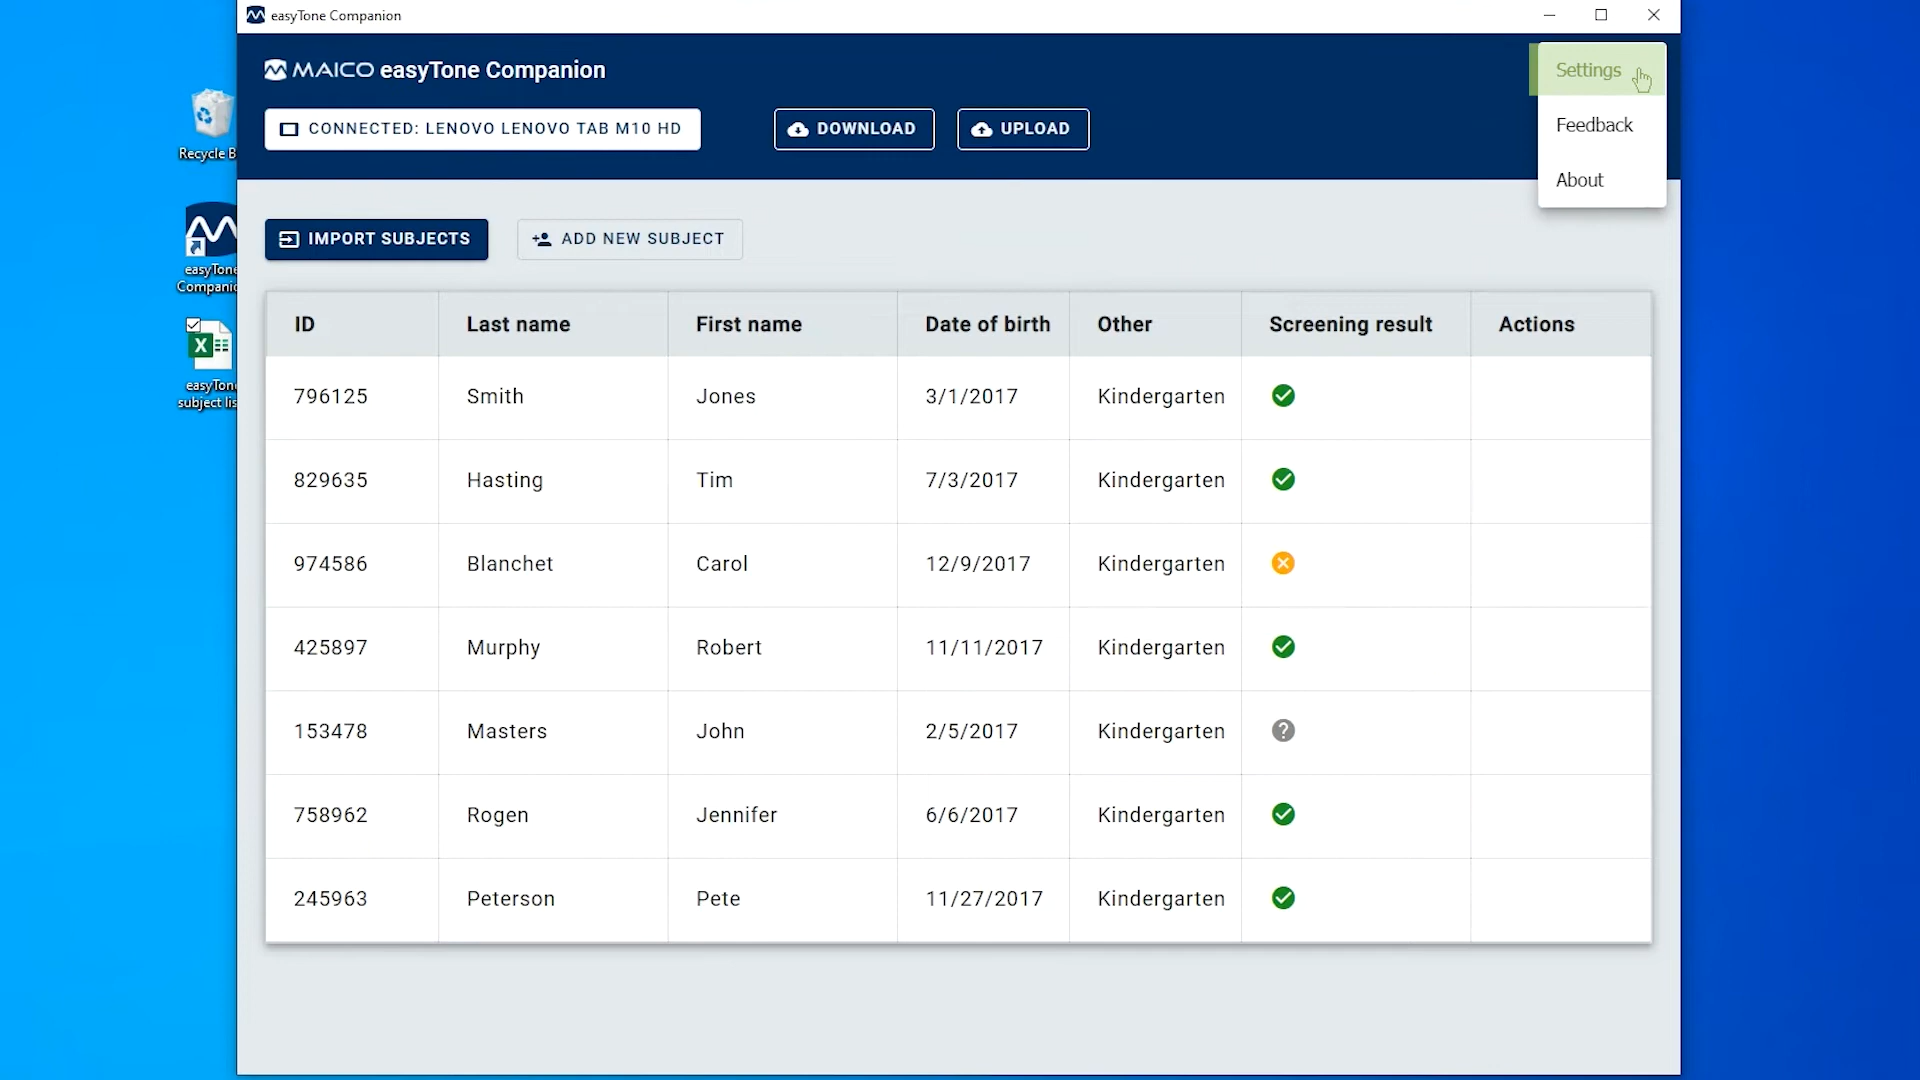 easyTone Companion
MAICO easyTone Companion
CONNECTED: LENOVO LENOVO TAB M10 HD
DOWNLOAD
UPLOAD
Settings
Feedback
About
Recycle B
easyTone
Companio
easyTone
subject lis
IMPORT SUBJECTS
ADD NEW SUBJECT
ID Last name First name Date of birth Other Screening result Actions
796125 Smith Jones 3/1/2017 Kindergarten
829635 Hasting Tim 7/3/2017 Kindergarten
974586 Blanchet Carol 12/9/2017 Kindergarten
425897 Murphy Robert 11/11/2017 Kindergarten
153478 Masters John 2/5/2017 Kindergarten
758962 Rogen Jennifer 6/6/2017 Kindergarten
245963 Peterson Pete 11/27/2017 Kindergarten